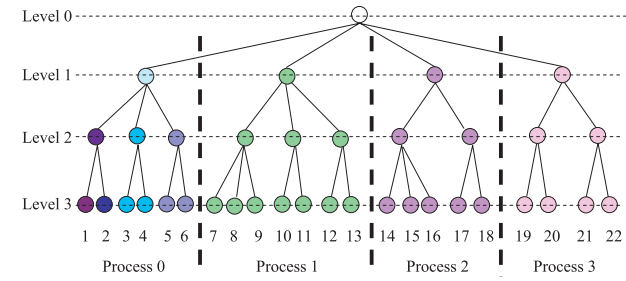 Level 0
Level 1
Level 2
Level 3
1 2 3 4 5 6 7 8 9 10 11 12 13 14 15 16 17 18 19 20 21 22
Process 0 Process 1 Process 2 Process 3